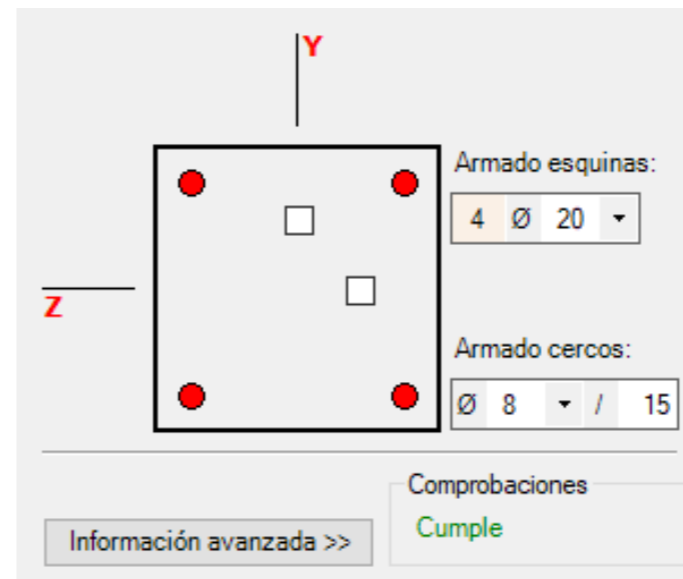 Y
Armado esquinas:
4 Ø 20
Z
Armado cercos:
Ø 8 / 15
Comprobaciones
Cumple
Información avanzada >>